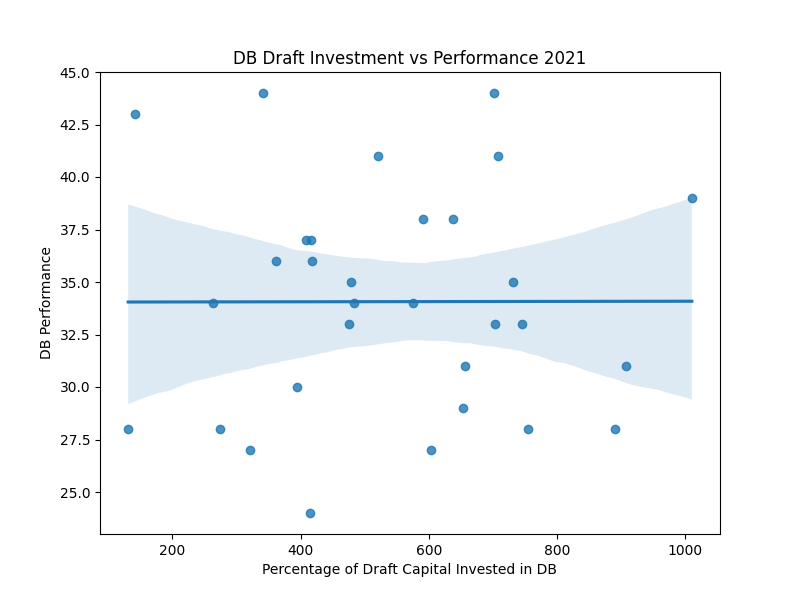 DB Draft Investment vs Performance 2021
45.0
42.5
40.0
37.5
35.0
32.5
30.0
27.5
25.0
DB Performance
200 400 600 800 1000
Percentage of Draft Capital Invested in DB